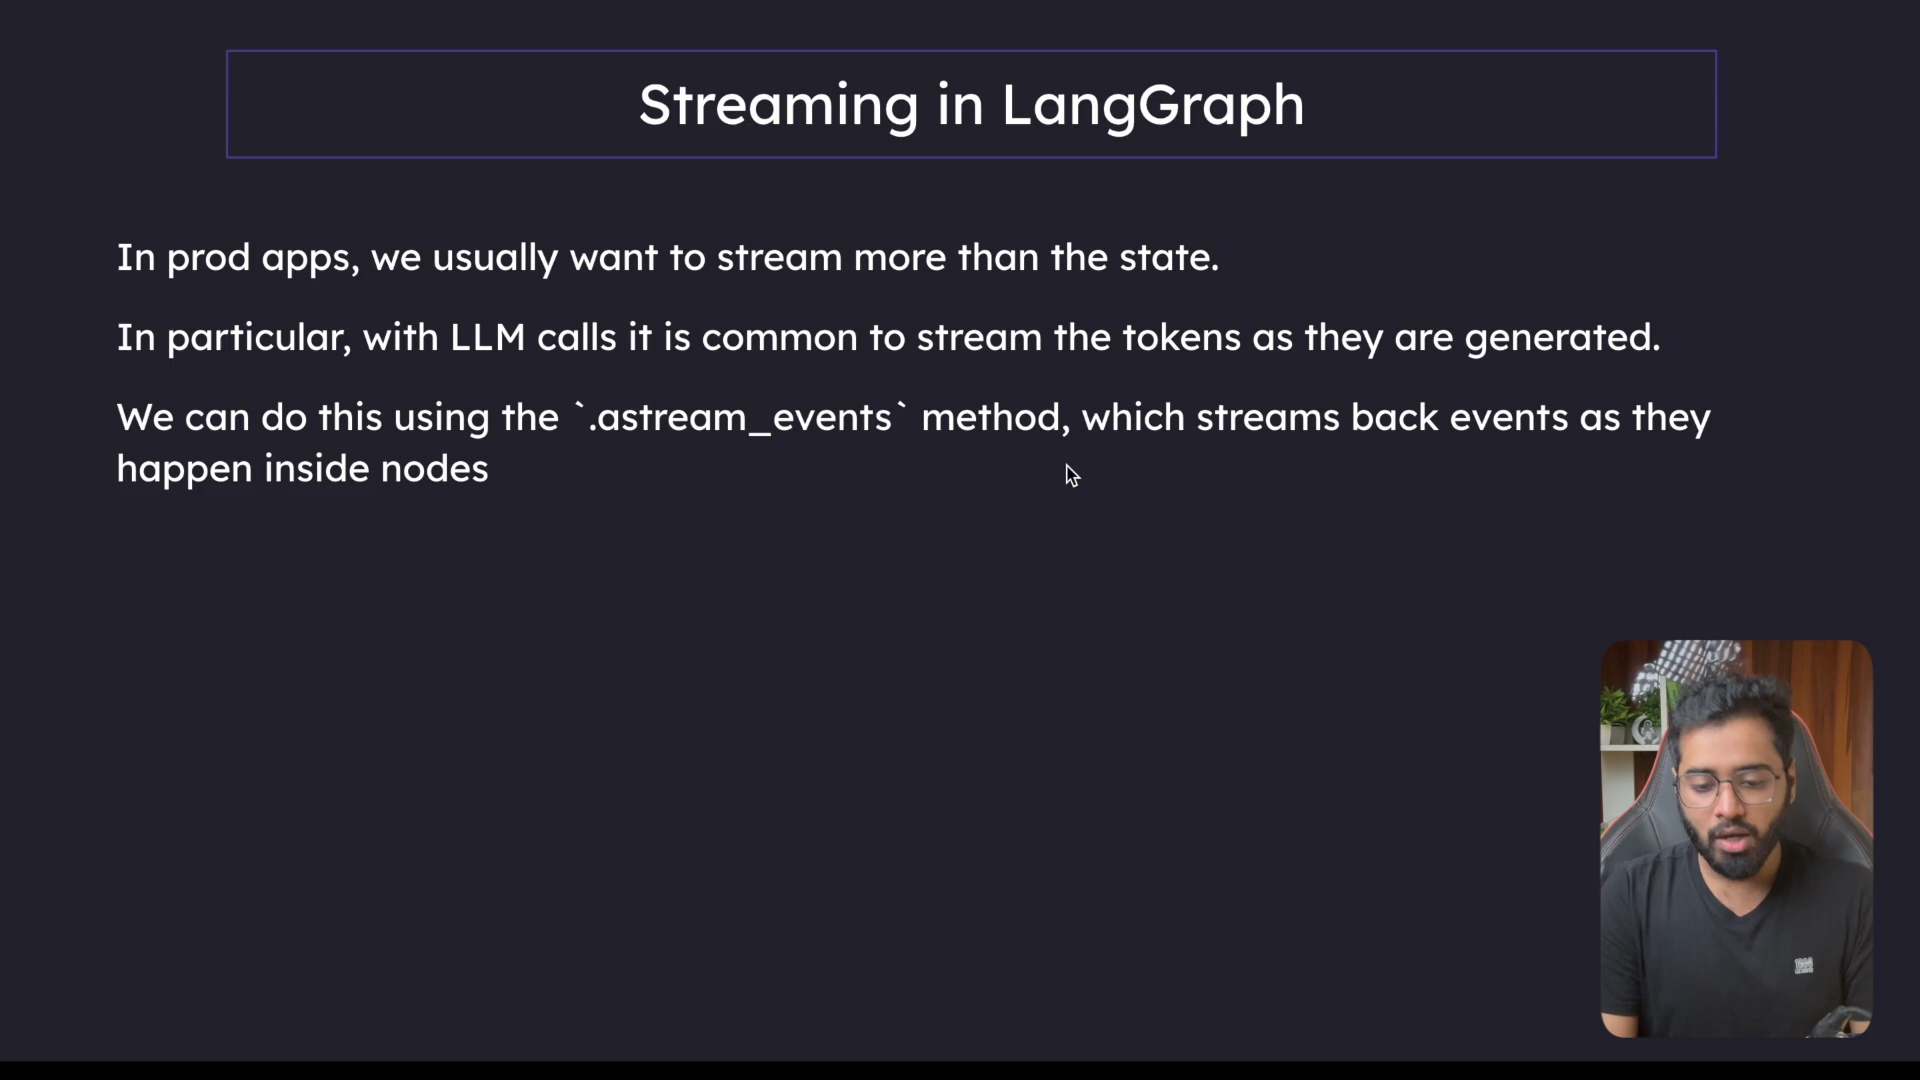 Streaming in LangGraph
In prod apps, we usually want to stream more than the state.
In particular, with LLM calls it is common to stream the tokens as they are generated.
We can do this using the `.astream_events` method, which streams back events as they
happen inside nodes